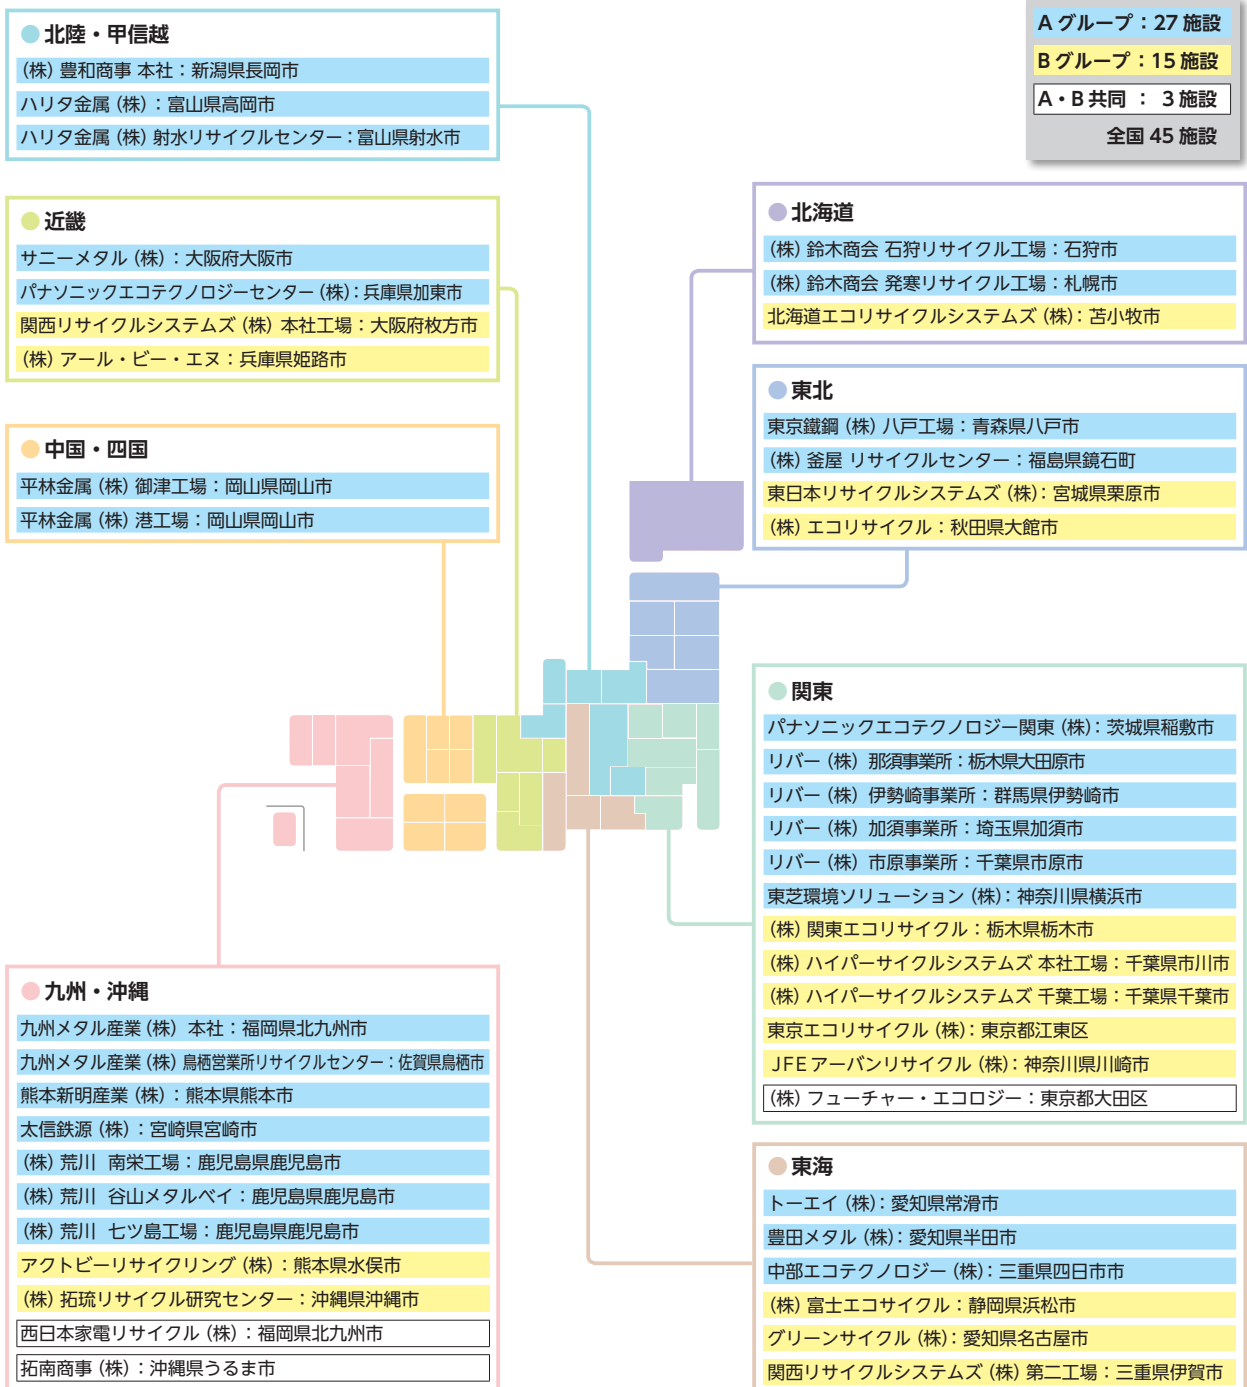 Aグループ：27施設
Bグループ：15施設
A・B共同 ： 3施設
全国45施設
北陸・甲信越
(株) 豊和商事 本社：新潟県長岡市
ハリタ金属 (株)：富山県高岡市
ハリタ金属 (株) 射水リサイクルセンター：富山県射水市
近畿
サニーメタル (株)：大阪府大阪市
パナソニックエコテクノロジーセンター (株)：兵庫県加東市
関西リサイクルシステムズ (株) 本社工場：大阪府枚方市
(株) アール・ビー・エヌ：兵庫県姫路市
中国・四国
平林金属 (株) 御津工場：岡山県岡山市
平林金属 (株) 港工場：岡山県岡山市
九州・沖縄
九州メタル産業 (株) 本社：福岡県北九州市
九州メタル産業 (株) 鳥栖営業所リサイクルセンター：佐賀県鳥栖市
熊本新明産業 (株)：熊本県熊本市
太信鉄源 (株)：宮崎県宮崎市
(株) 荒川 南栄工場：鹿児島県鹿児島市
(株) 荒川 谷山メタルベイ：鹿児島県鹿児島市
(株) 荒川 七ツ島工場：鹿児島県鹿児島市
アクトビーリサイクリング (株)：熊本県水俣市
(株) 拓琉リサイクル研究センター：沖縄県沖縄市
西日本家電リサイクル (株)：福岡県北九州市
拓南商事 (株)：沖縄県うるま市
北海道
(株) 鈴木商会 石狩リサイクル工場：石狩市
(株) 鈴木商会 発寒リサイクル工場：札幌市
北海道エコリサイクルシステムズ (株)：苫小牧市
東北
東京鐵鋼 (株) 八戸工場：青森県八戸市
(株) 釜屋 リサイクルセンター：福島県鏡石町
東日本リサイクルシステムズ (株)：宮城県栗原市
(株) エコリサイクル：秋田県大館市
関東
パナソニックエコテクノロジー関東 (株)：茨城県稲敷市
リバー (株) 那須事業所：栃木県大田原市
リバー (株) 伊勢崎事業所：群馬県伊勢崎市
リバー (株) 加須事業所：埼玉県加須市
リバー (株) 市原事業所：千葉県市原市
東芝環境ソリューション (株)：神奈川県横浜市
(株) 関東エコリサイクル：栃木県栃木市
(株) ハイパーサイクルシステムズ 本社工場：千葉県市川市
(株) ハイパーサイクルシステムズ 千葉工場：千葉県千葉市
東京エコリサイクル (株)：東京都江東区
JFEアーバンリサイクル (株)：神奈川県川崎市
(株) フューチャー・エコロジー：東京都大田区
東海
トーエイ (株)：愛知県常滑市
豊田メタル (株)：愛知県半田市
中部エコテクノロジー (株)：三重県四日市市
(株) 富士エコサイクル：静岡県浜松市
グリーンサイクル (株)：愛知県名古屋市
関西リサイクルシステムズ (株) 第二工場：三重県伊賀市